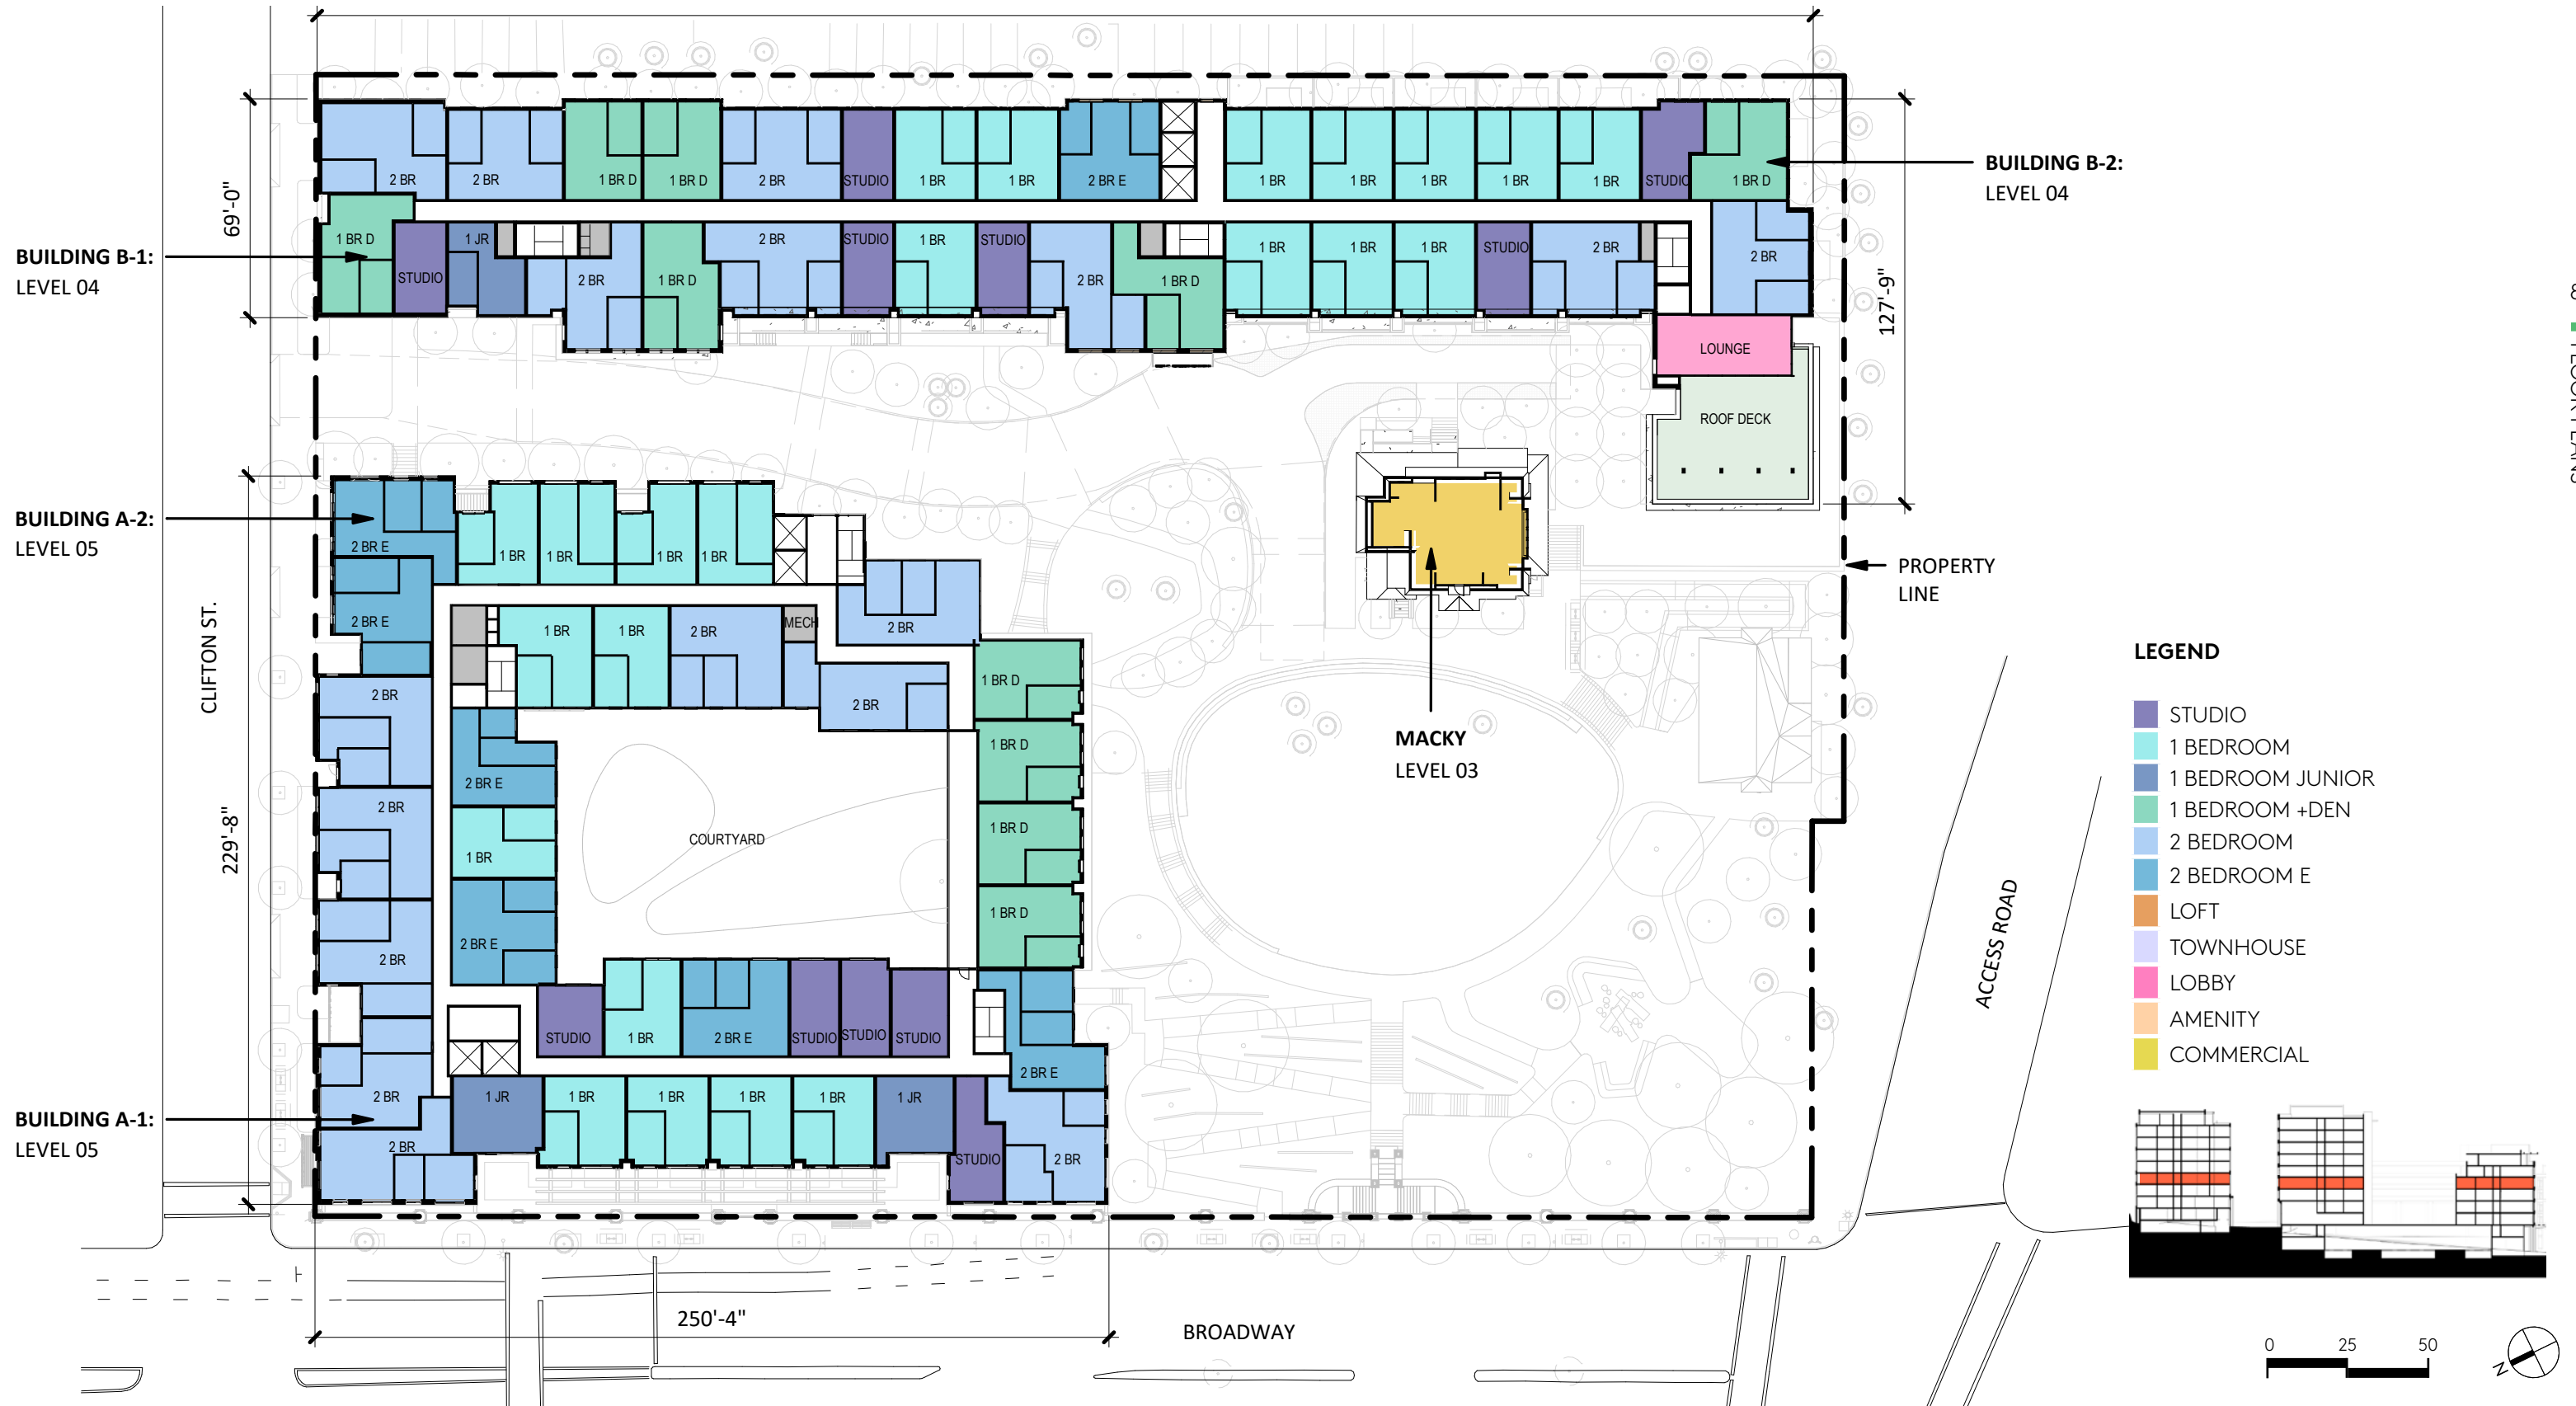 2 BR
2 BR
1 BR D
1 BR D
2 BR
STUDIO
1 BR
1 BR
2 BR E
1 BR
1 BR
1 BR
1 BR
1 BR
STUDIO
1 BR D
BUILDING B-2:
LEVEL 04
69'-0"
1 BR D
STUDIO
1 JR
2 BR
1 BR D
2 BR
STUDIO
1 BR
STUDIO
2 BR
1 BR D
1 BR
1 BR
1 BR
STUDIO
2 BR
2 BR
BUILDING B-1:
LEVEL 04
127'-9"
LOUNGE
ROOF DECK
FLOOR PLANS
BUILDING A-2:
LEVEL 05
2 BR E
1 BR
1 BR
1 BR
1 BR
2 BR E
1 BR
1 BR
2 BR
MECH
2 BR
2 BR
1 BR D
PROPERTY
LINE
CLIFTON ST.
2 BR
2 BR E
1 BR D
MACKY
LEVEL 03
229'-8"
2 BR
1 BR
COURTYARD
1 BR D
2 BR
2 BR E
1 BR D
STUDIO
1 BR
2 BR E
STUDIO
STUDIO
STUDIO
2 BR E
2 BR
1 JR
1 BR
1 BR
1 BR
1 BR
1 JR
STUDIO
2 BR
2 BR
BUILDING A-1:
LEVEL 05
ACCESS ROAD
LEGEND
STUDIO
1 BEDROOM
1 BEDROOM JUNIOR
1 BEDROOM +DEN
2 BEDROOM
2 BEDROOM E
LOFT
TOWNHOUSE
LOBBY
AMENITY
COMMERCIAL
250'-4"
BROADWAY
0 25 50
N